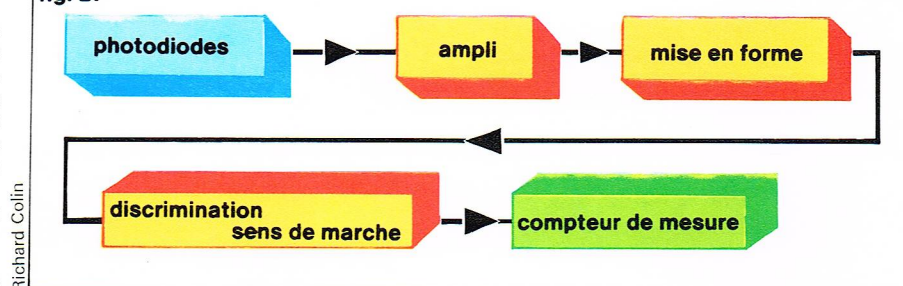 photodiodes
ampli
mise en forme
discrimination
sens de marche
compteur de mesure
Richard Colin